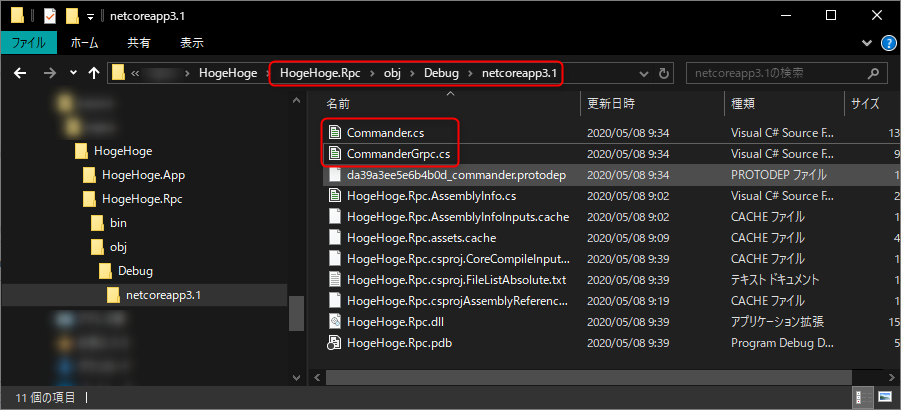 netcoreapp3.1
ファイル ホーム 共有 表示
HogeHoge HogeHoge.Rpc obj Debug netcoreapp3.1 netcoreapp3.1の検索
名前 更新日時 種類 サイズ
Commander.cs 2020/05/08 9:34 Visual C# Source F... 13
CommanderGrpc.cs 2020/05/08 9:34 Visual C# Source F... 9
da39a3ee5e6b4b0d_commander.protodep 2020/05/08 9:34 PROTODEP ファイル 1
HogeHoge.Rpc.AssemblyInfo.cs 2020/05/08 9:02 Visual C# Source F... 2
HogeHoge.Rpc.AssemblyInfoInputs.cache 2020/05/08 9:02 CACHE ファイル 1
HogeHoge.Rpc.assets.cache 2020/05/08 9:09 CACHE ファイル 4
HogeHoge.Rpc.csproj.CoreCompileInput... 2020/05/08 9:34 CACHE ファイル 1
HogeHoge.Rpc.csproj.FileListAbsolute.txt 2020/05/08 9:39 テキスト ドキュメント 1
HogeHoge.Rpc.csprojAssemblyReferenc... 2020/05/08 9:19 CACHE ファイル 1
HogeHoge.Rpc.dll 2020/05/08 9:39 アプリケーション拡張 15
HogeHoge.Rpc.pdb 2020/05/08 9:39 Program Debug D... 5
HogeHoge
HogeHoge.App
HogeHoge.Rpc
bin
obj
Debug
netcoreapp3.1
11 個の項目